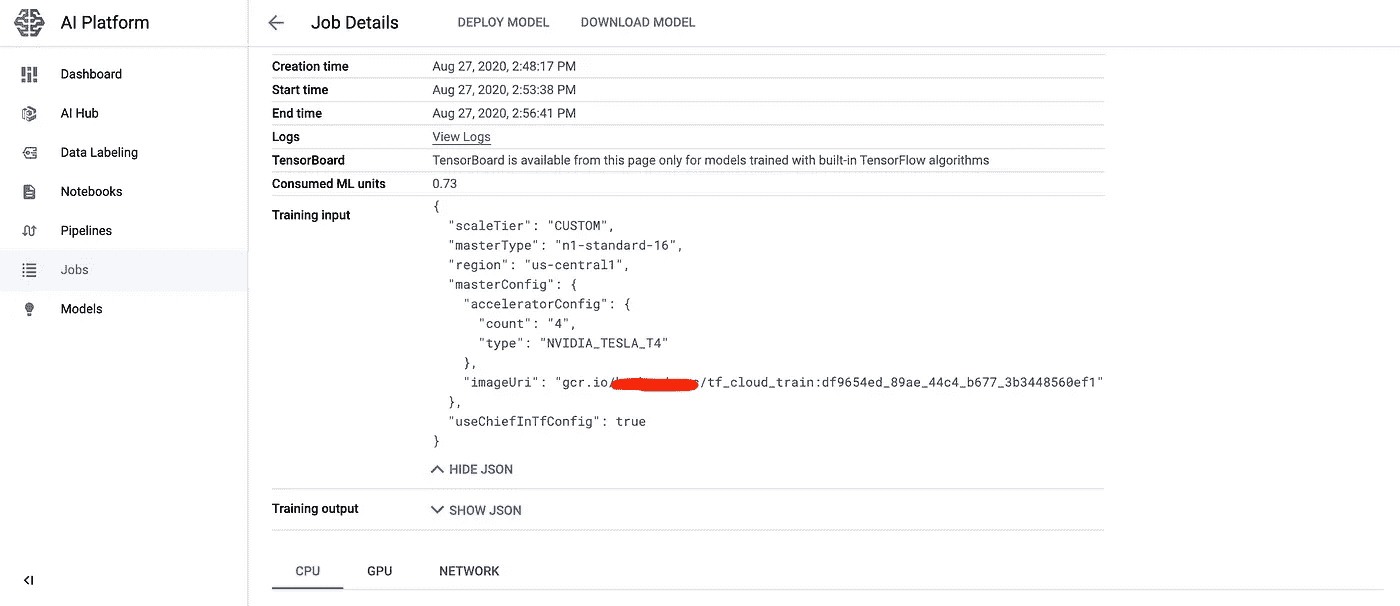 AI Platform
Job Details
DEPLOY MODEL
DOWNLOAD MODEL
Dashboard
AI Hub
Data Labeling
Notebooks
Pipelines
Jobs
Models
Creation time Aug 27, 2020, 2:48:17 PM
Start time Aug 27, 2020, 2:53:38 PM
End time Aug 27, 2020, 2:56:41 PM
Logs View Logs
TensorBoard TensorBoard is available from this page only for models trained with built-in TensorFlow algorithms
Consumed ML units 0.73
Training input
{
"scaleTier": "CUSTOM",
"masterType": "n1-standard-16",
"region": "us-central1",
"masterConfig": {
"acceleratorConfig": {
"count": "4",
"type": "NVIDIA_TESLA_T4"
},
"imageUri": "gcr.io/ /tf_cloud_train:df9654ed_89ae_44c4_b677_3b3448560ef1"
},
"useChiefInTfConfig": true
}
HIDE JSON
Training output SHOW JSON
CPU GPU NETWORK